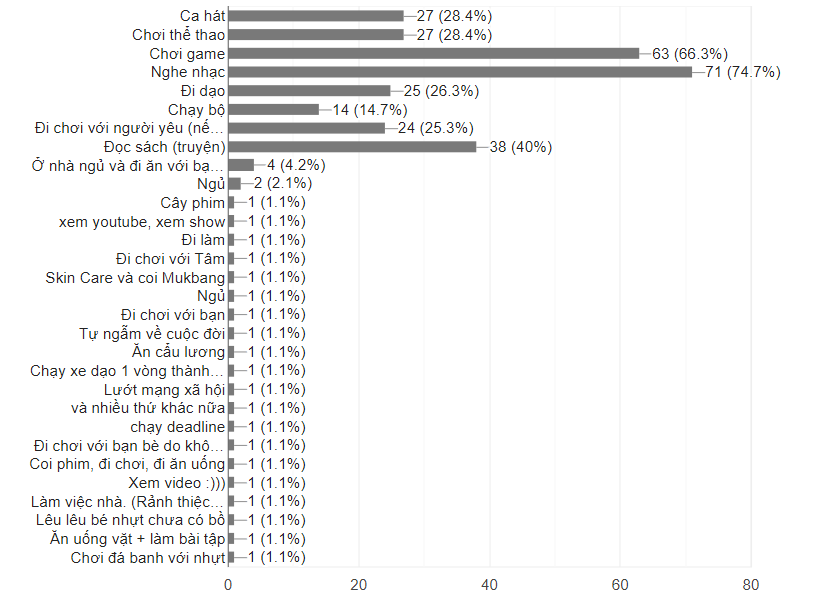 Ca hát 27 (28.4%)
Chơi thể thao 27 (28.4%)
Chơi game 63 (66.3%)
Nghe nhạc 71 (74.7%)
Đi dạo 25 (26.3%)
Chạy bộ 14 (14.7%)
Đi chơi với người yêu (nế... 24 (25.3%)
Đọc sách (truyện) 38 (40%)
Ở nhà ngủ và đi ăn với bạ... 4 (4.2%)
Ngủ 2 (2.1%)
Cây phim 1 (1.1%)
xem youtube, xem show 1 (1.1%)
Đi làm 1 (1.1%)
Đi chơi với Tâm 1 (1.1%)
Skin Care và coi Mukbang 1 (1.1%)
Ngủ 1 (1.1%)
Đi chơi với bạn 1 (1.1%)
Tự ngẫm về cuộc đời 1 (1.1%)
Ăn cẩu lương 1 (1.1%)
Chạy xe dạo 1 vòng thành... 1 (1.1%)
Lướt mạng xã hội 1 (1.1%)
và nhiều thứ khác nữa 1 (1.1%)
chạy deadline 1 (1.1%)
Đi chơi với bạn bè do khô... 1 (1.1%)
Coi phim, đi chơi, đi ăn uống 1 (1.1%)
Xem video :))) 1 (1.1%)
Làm việc nhà. (Rảnh thiệc... 1 (1.1%)
Lêu lêu bé nhựt chưa có bồ 1 (1.1%)
Ăn uống vặt + làm bài tập 1 (1.1%)
Chơi đá banh với nhựt 1 (1.1%)
0 20 40 60 80